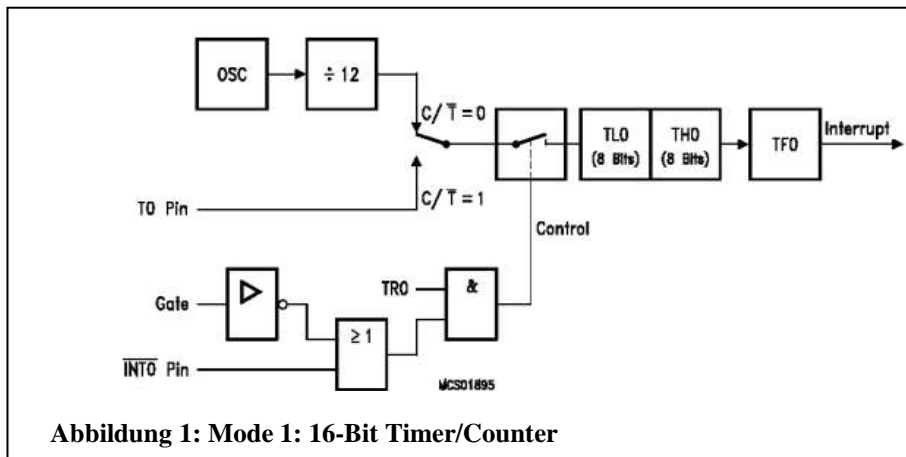 OSC
÷ 12
C/T̅ = 0
TL0
(8 Bits)
TH0
(8 Bits)
TF0
Interrupt
T0 Pin
C/T̅ = 1
Control
Gate
TR0
&
≥ 1
I̅N̅T̅0̅ Pin
MCS01895
Abbildung 1: Mode 1: 16-Bit Timer/Counter